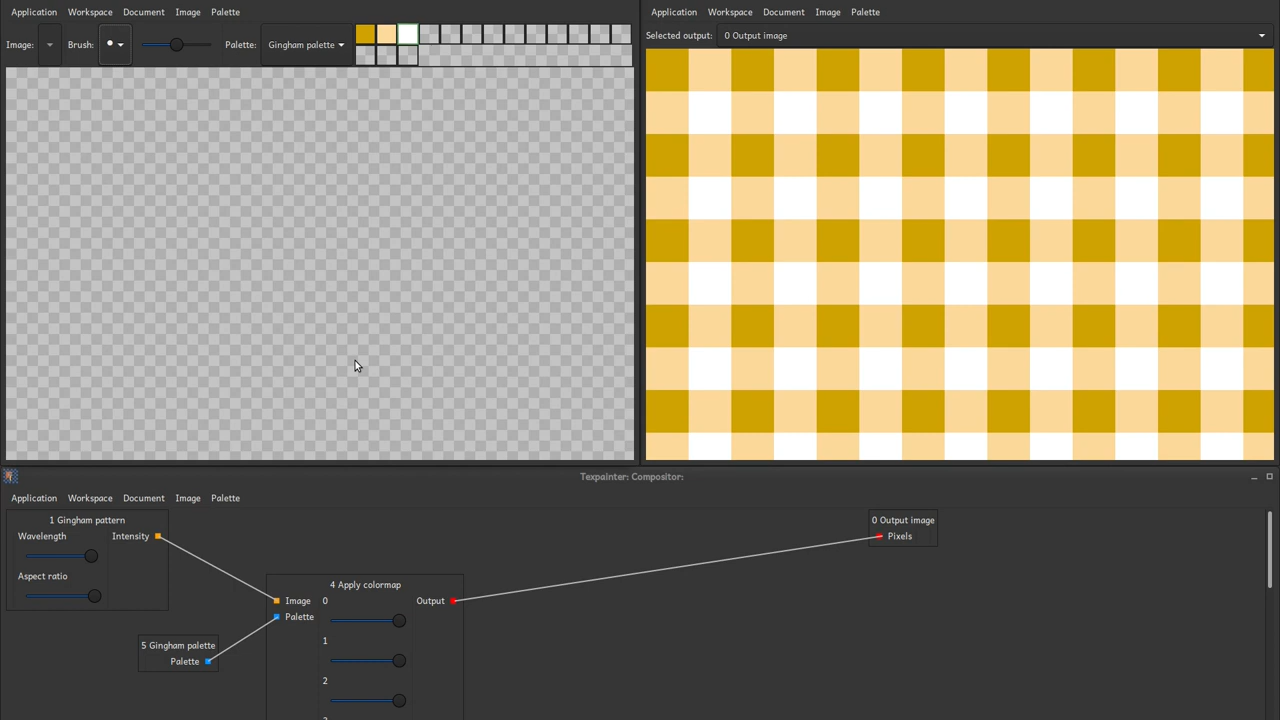 Application Workspace Document Image Palette
Image: Brush: Palette: Gingham palette
Application Workspace Document Image Palette
Selected output: 0 Output image
Texpainter: Compositor:
Application Workspace Document Image Palette
1 Gingham pattern
Wavelength Intensity
Aspect ratio
5 Gingham palette
Palette
4 Apply colormap
Image 0 Output
Palette
1
2
0 Output image
Pixels